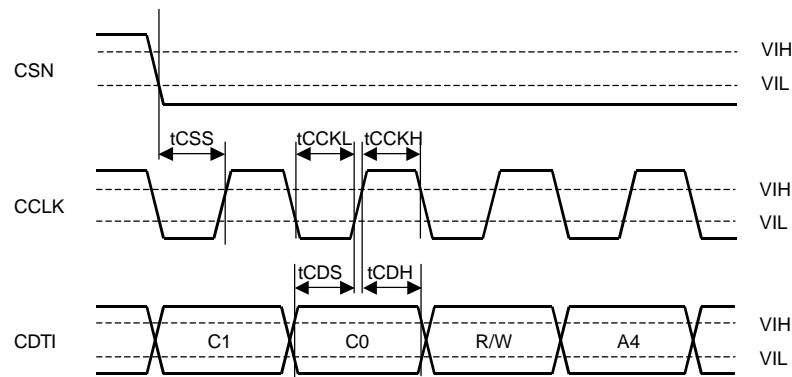 CSN
VIH
VIL
tCSS
tCCKL
tCCKH
CCLK
VIH
VIL
tCDS
tCDH
CDTI
C1
C0
R/W
A4
VIH
VIL